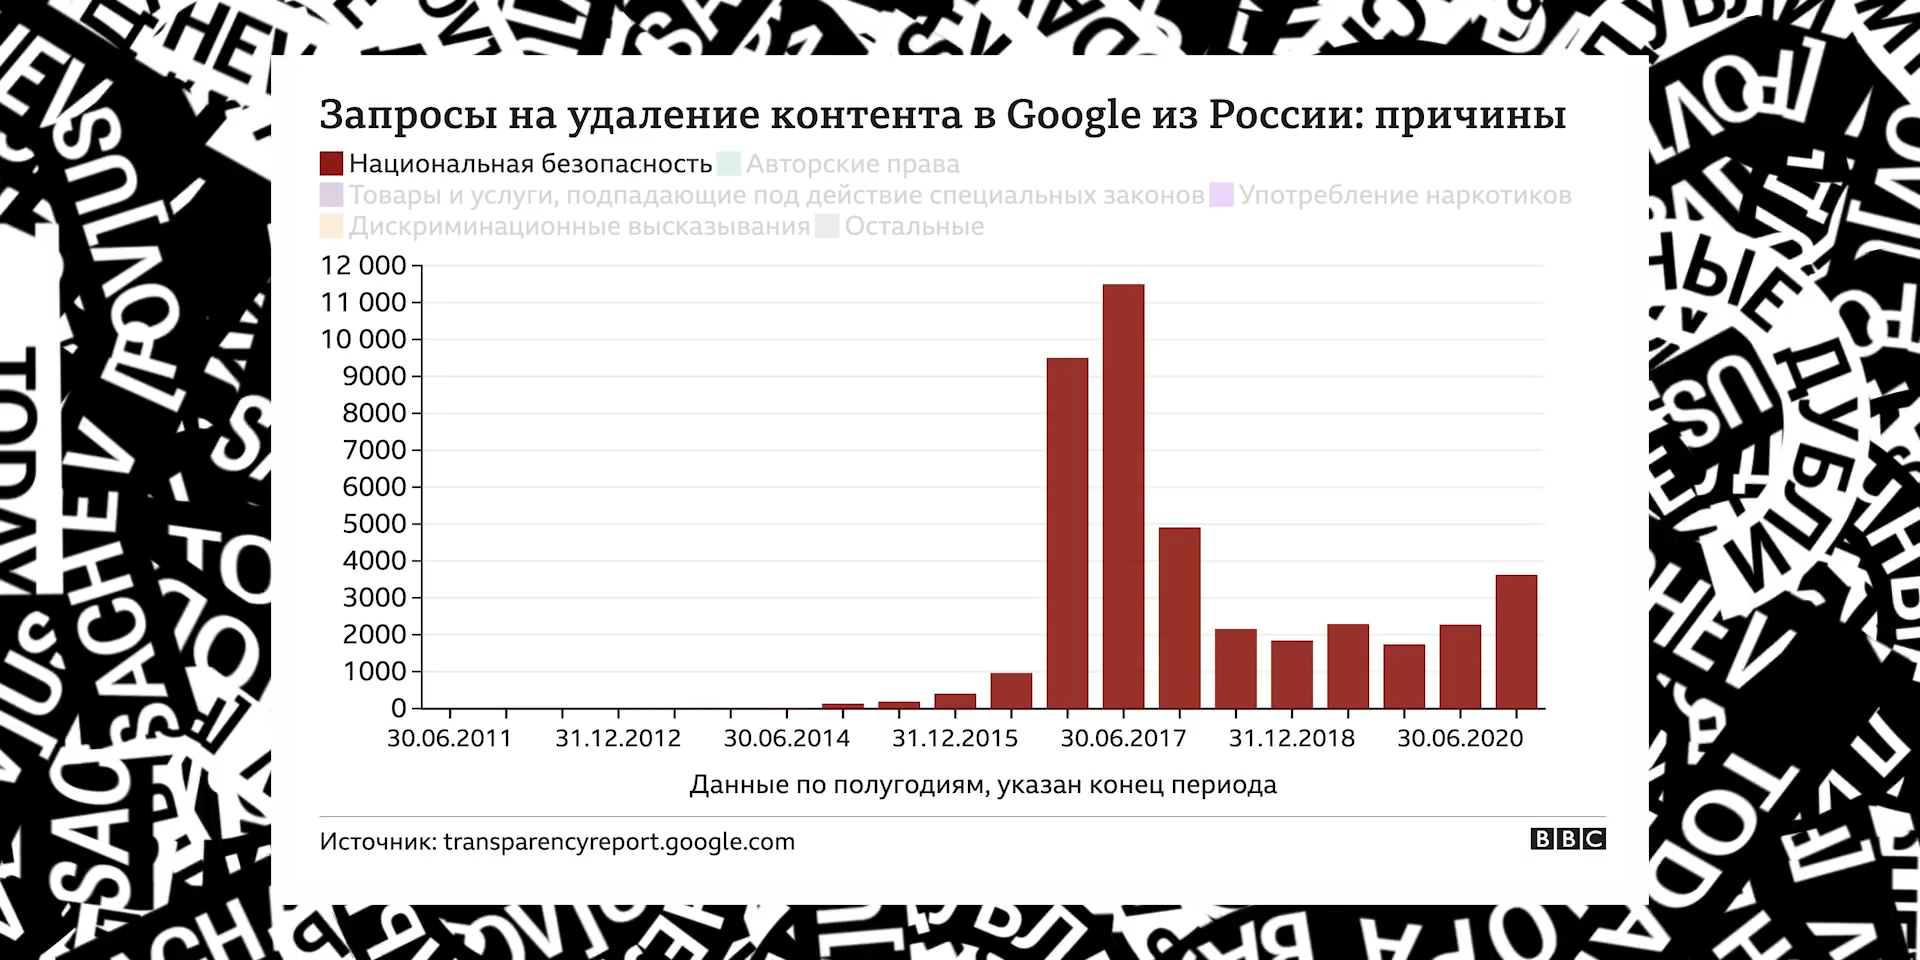 Запросы на удаление контента в Google из России: причины
Национальная безопасность Авторские права
Товары и услуги, подпадающие под действие специальных законов Употребление наркотиков
Дискриминационные высказывания Остальные
12 000
11 000
10 000
9000
8000
7000
6000
5000
4000
3000
2000
1000
0
30.06.2011 31.12.2012 30.06.2014 31.12.2015 30.06.2017 31.12.2018 30.06.2020
Данные по полугодиям, указан конец периода
Источник: transparencyreport.google.com
BBC